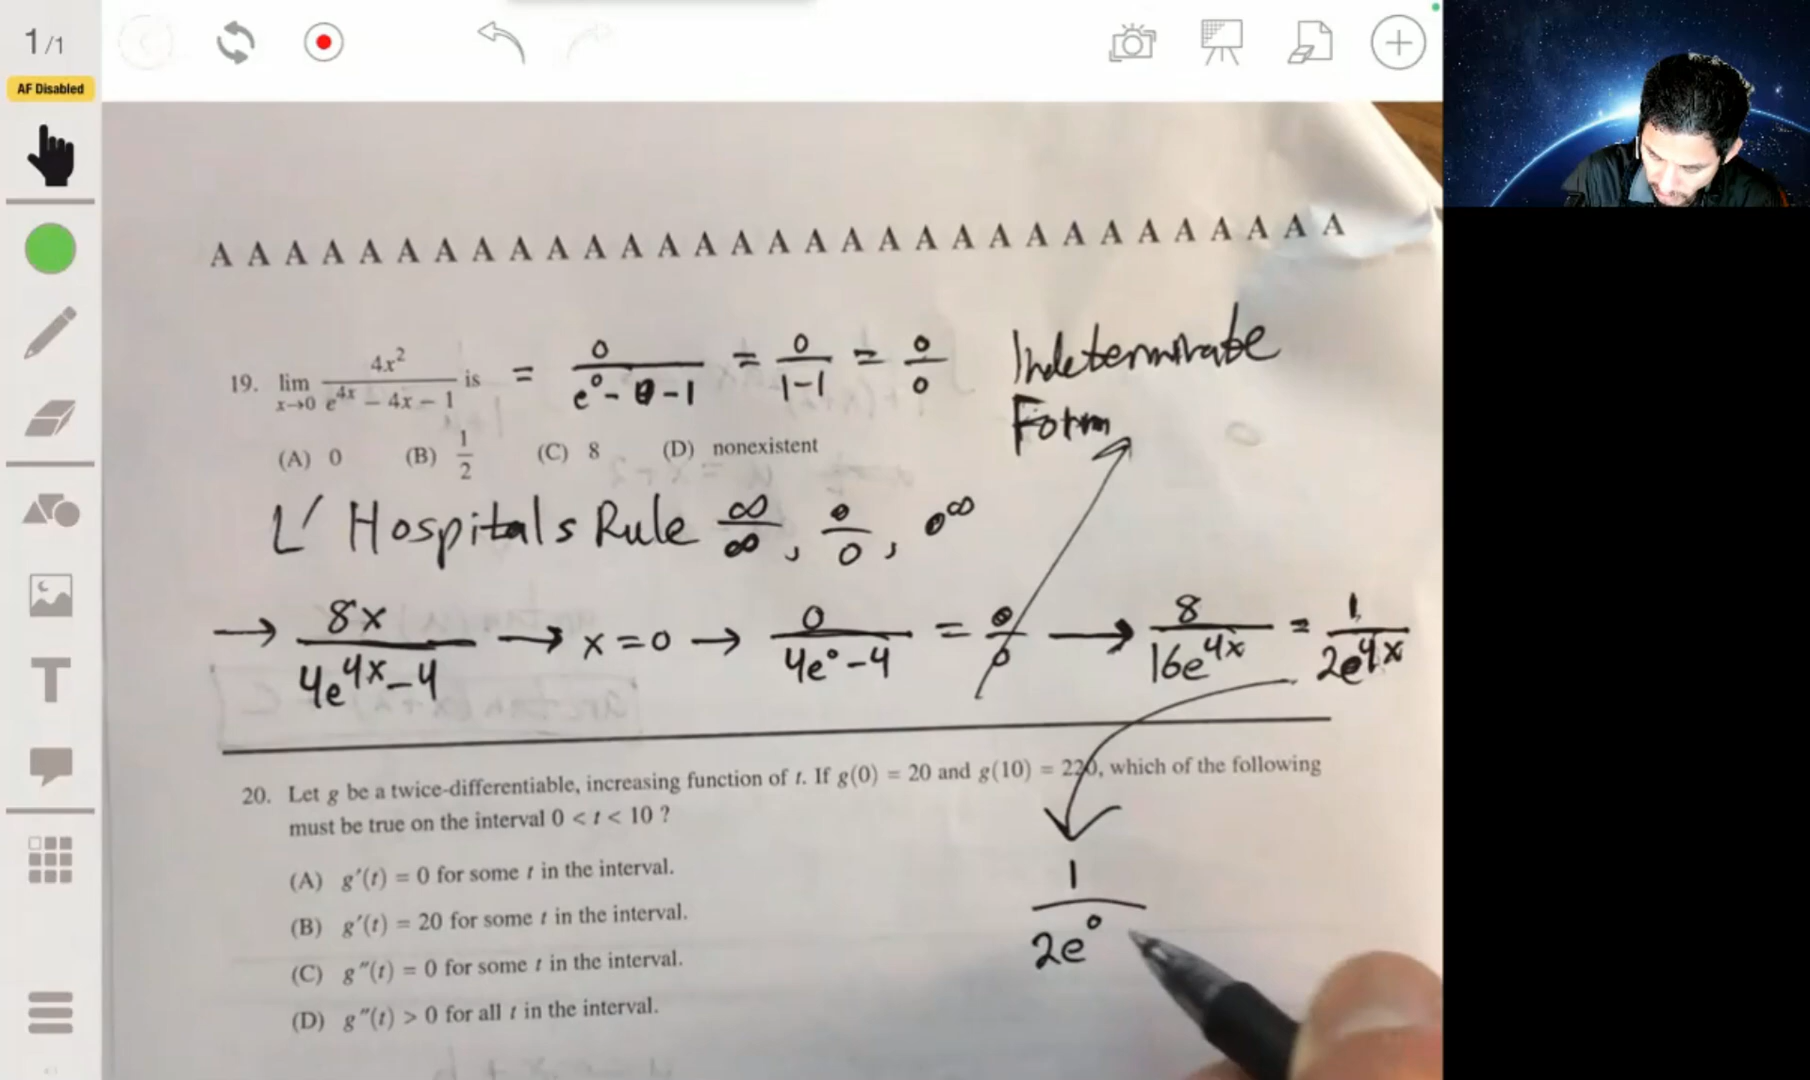 1/1
AF Disabled
A A A A A A A A A A A A A A A A A A A A A A A A A A A A A A A
19. lim x→0 4x² / e^4x − 4x − 1 is = 0 / e⁰ - 0 - 1 = 0 / 1-1 = 0 / 0 Indeterminate
Form
(A) 0 (B) 1/2 (C) 8 (D) nonexistent
L' Hospitals Rule ∞/∞, 0/0, 0^∞
→ 8x / 4e^4x - 4 → x = 0 → 0 / 4e⁰ - 4 = 0/0 → 8 / 16e^4x = 1 / 2e^4x
20. Let g be a twice-differentiable, increasing function of t. If g(0) = 20 and g(10) = 220, which of the following
must be true on the interval 0 < t < 10 ?
(A) g′(t) = 0 for some t in the interval.
(B) g′(t) = 20 for some t in the interval.
(C) g″(t) = 0 for some t in the interval.
(D) g″(t) > 0 for all t in the interval.
1 / 2e⁰
T